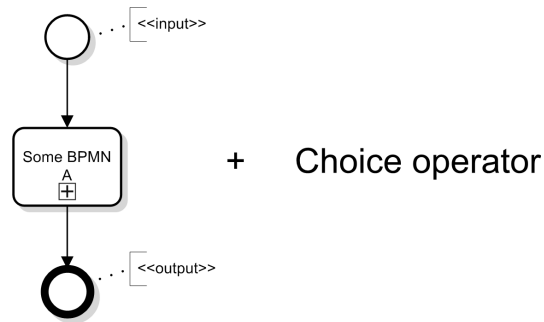 <<input>>
Some BPMN
A
+
+ Choice operator
<<output>>